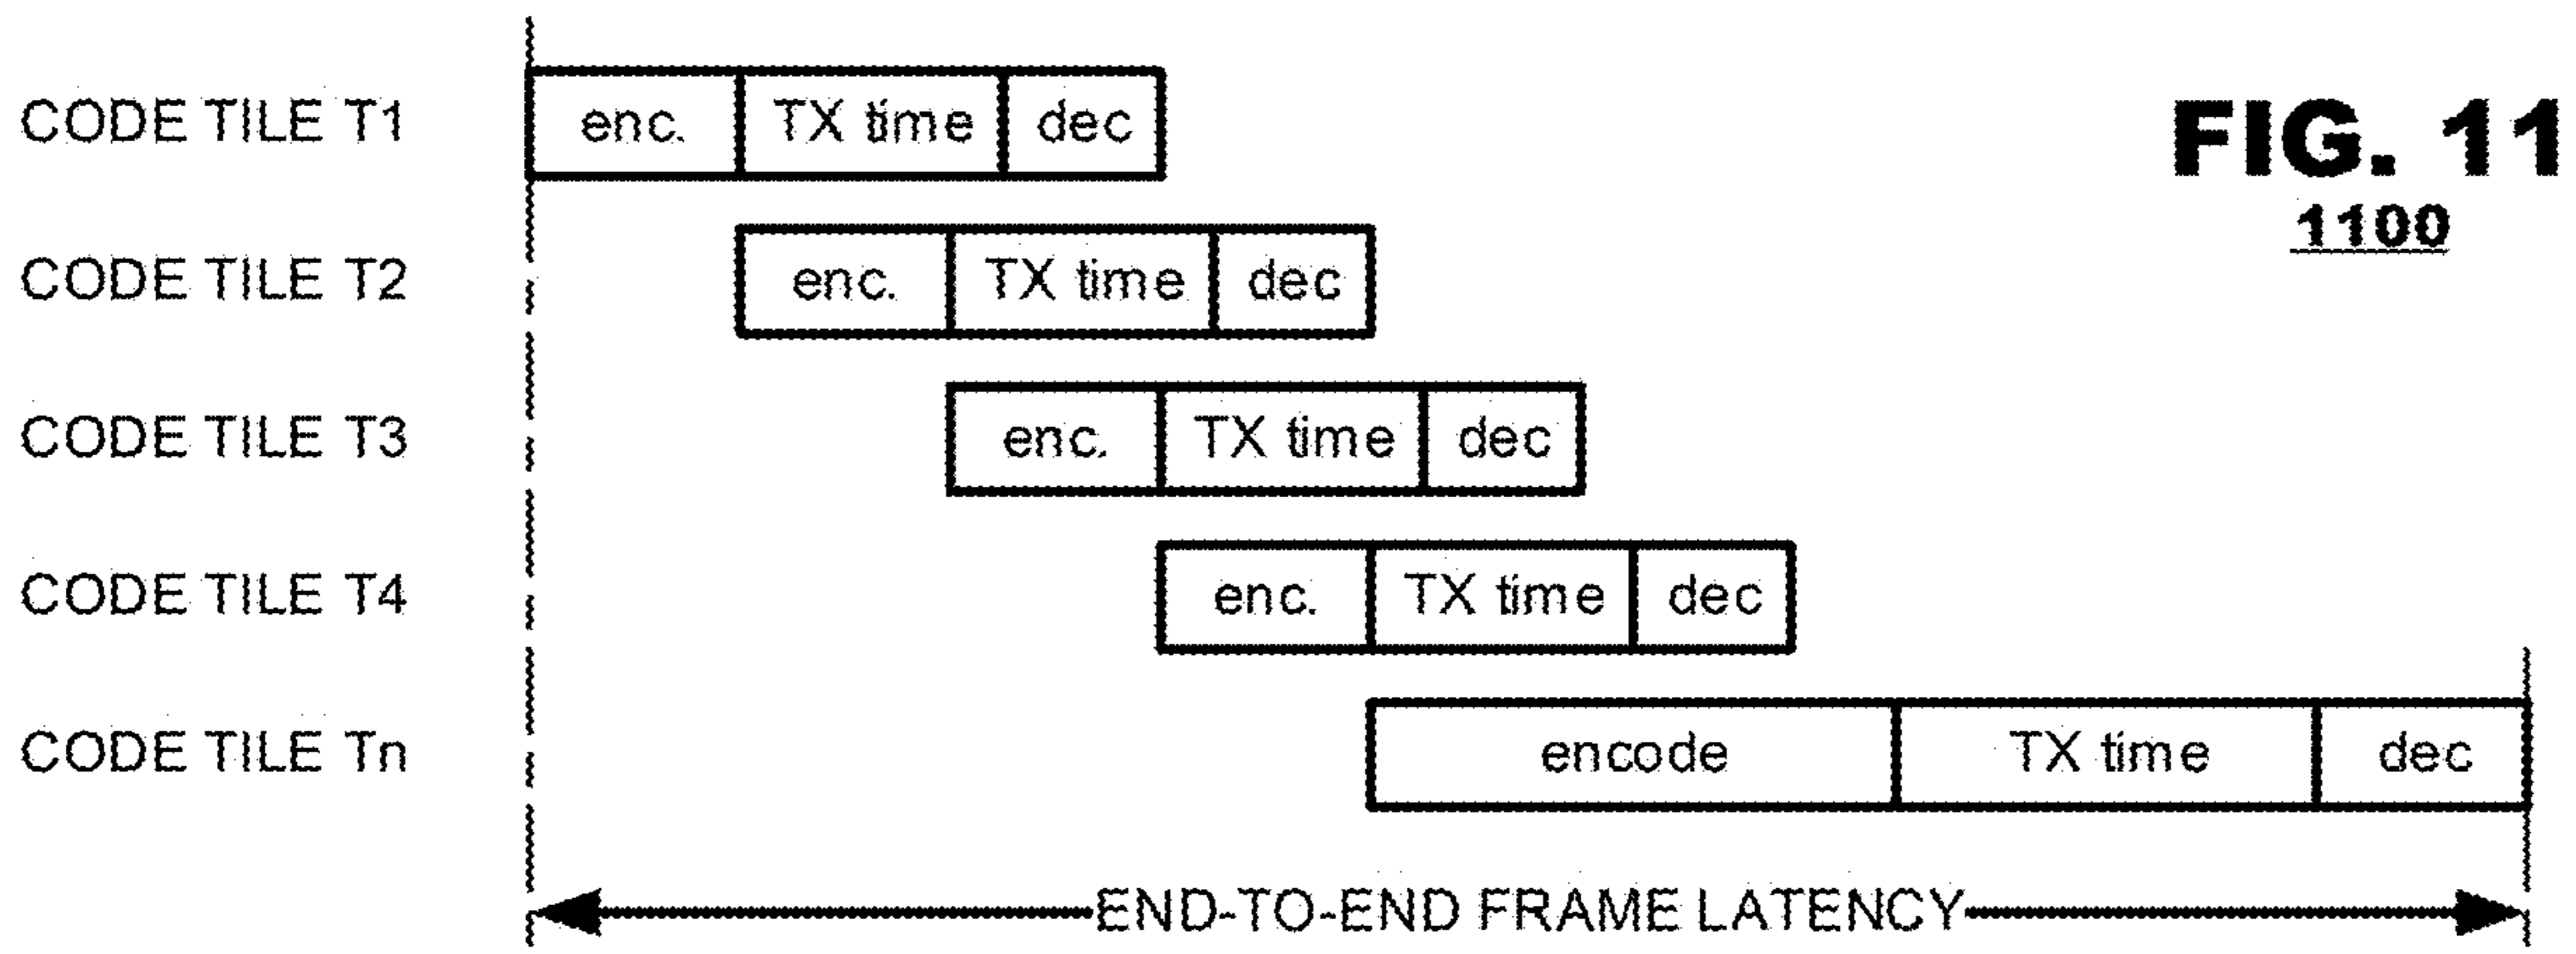 CODE TILE T1 enc. TX time dec
FIG. 11
1100
CODE TILE T2 enc. TX time dec
CODE TILE T3 enc. TX time dec
CODE TILE T4 enc. TX time dec
CODE TILE Tn encode TX time dec
END-TO-END FRAME LATENCY